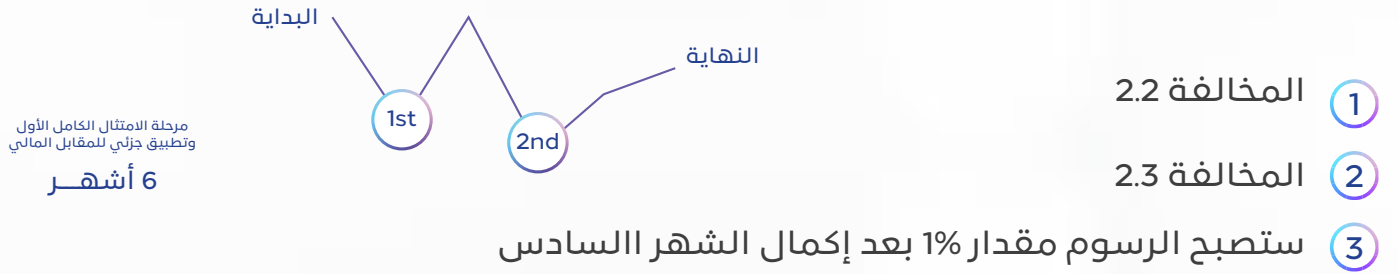 البداية
1st
2nd
النهاية
مرحلة الامتثال الكامل الأول
وتطبيق جزئي للمقابل المالي
6 أشهـــر
1 المخالفة 2.2
2 المخالفة 2.3
3 ستصبح الرسوم مقدار 1% بعد إكمال الشهر االسادس